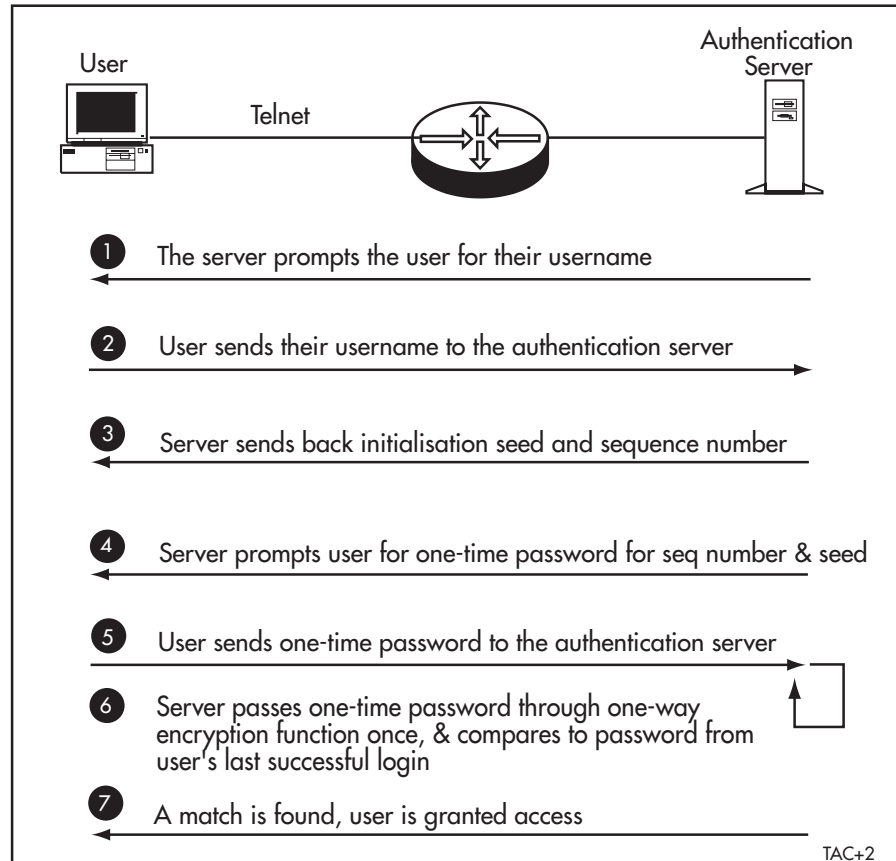 User
Authentication
Server
Telnet
1 The server prompts the user for their username
2 User sends their username to the authentication server
3 Server sends back initialisation seed and sequence number
4 Server prompts user for one-time password for seq number & seed
5 User sends one-time password to the authentication server
6 Server passes one-time password through one-way
encryption function once, & compares to password from
user's last successful login
7 A match is found, user is granted access
TAC+2